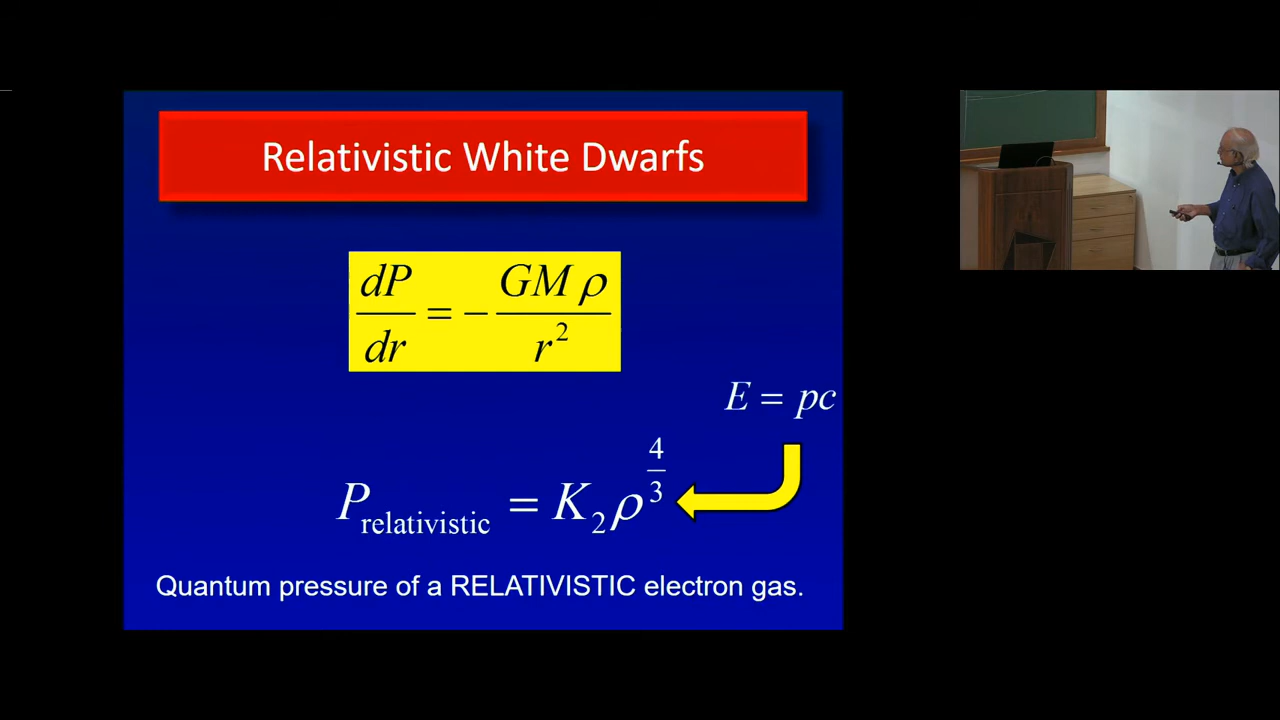 Relativistic White Dwarfs
dP/dr = − GMρ/r²
E = pc
P_relativistic = K₂ρ^(4/3)
Quantum pressure of a RELATIVISTIC electron gas.